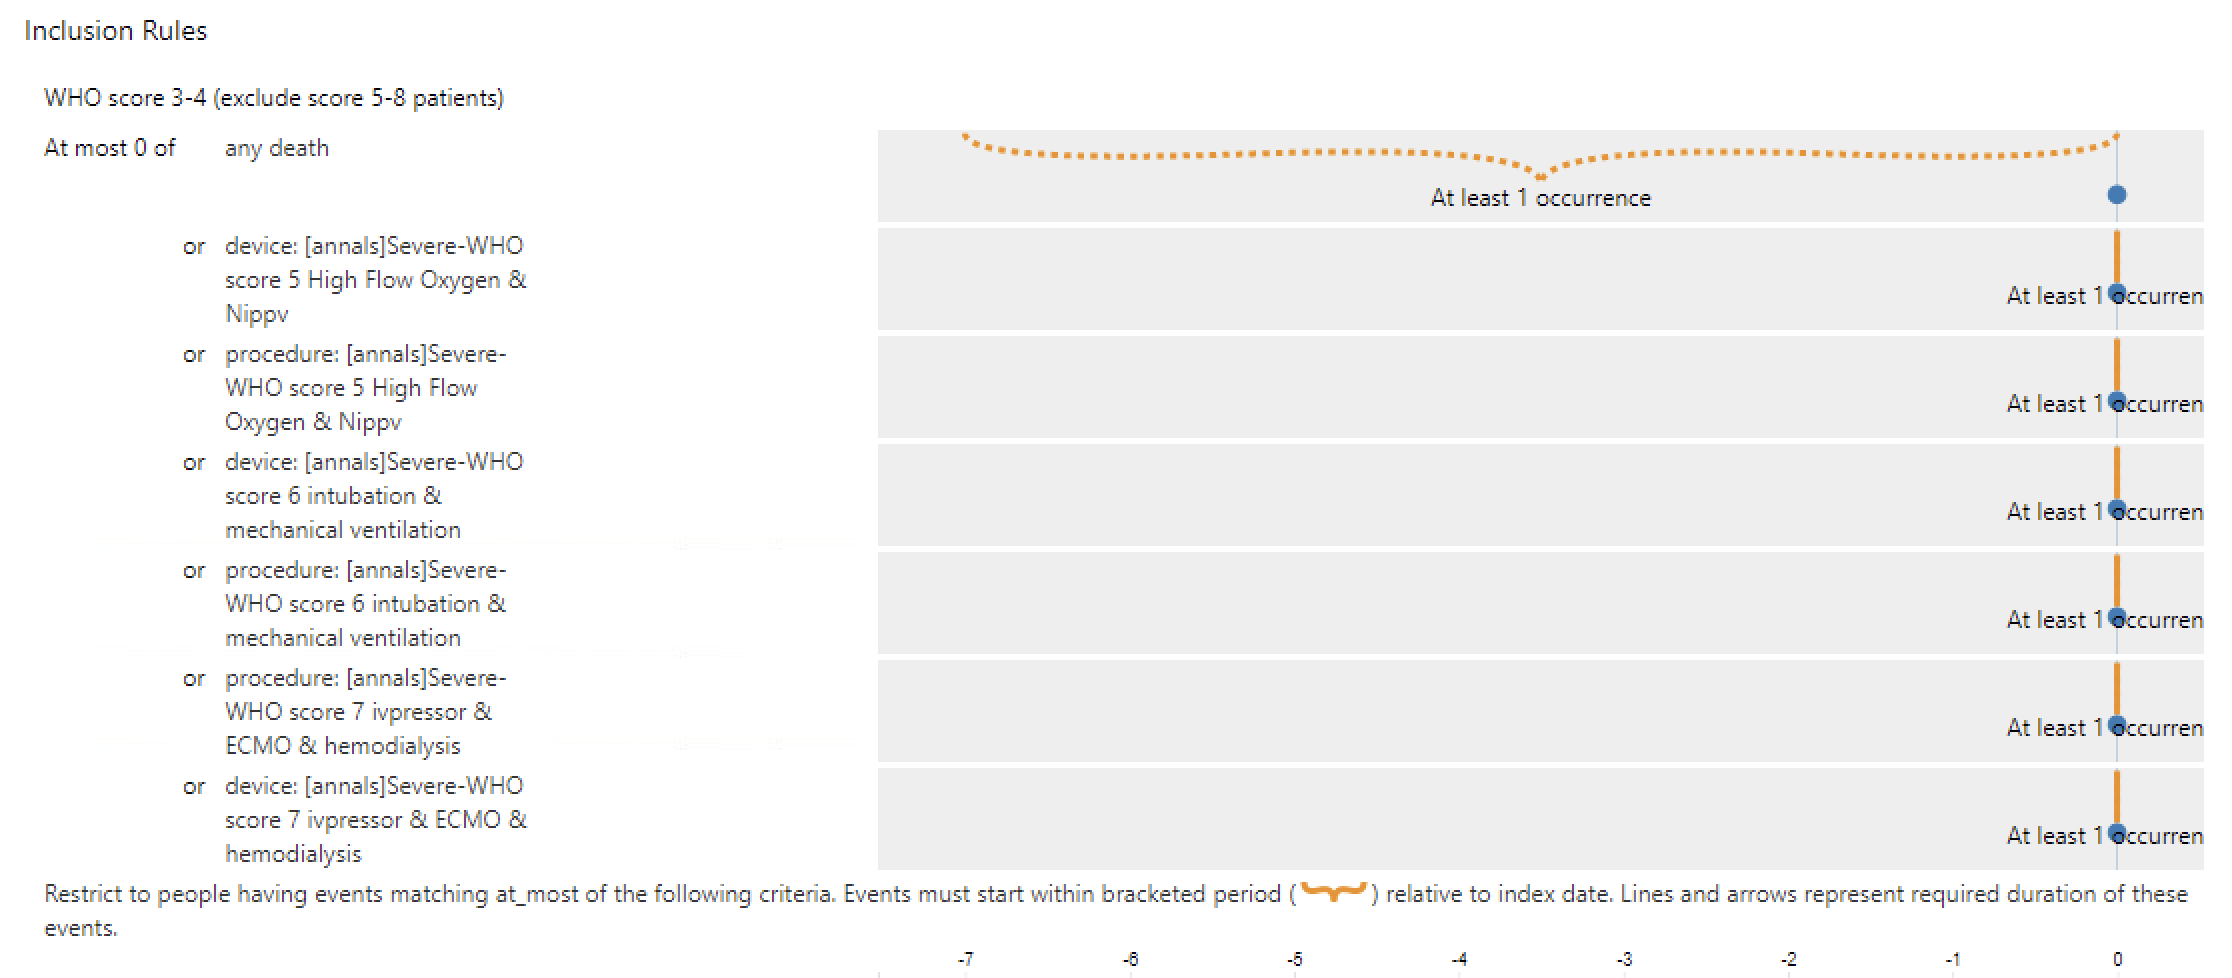 Inclusion Rules
WHO score 3-4 (exclude score 5-8 patients)
At most 0 of any death
At least 1 occurrence
or device: [annals]Severe-WHO
score 5 High Flow Oxygen &
Nippv
At least 1 occurren
or procedure: [annals]Severe-
WHO score 5 High Flow
Oxygen & Nippv
At least 1 occurren
or device: [annals]Severe-WHO
score 6 intubation &
mechanical ventilation
At least 1 occurren
or procedure: [annals]Severe-
WHO score 6 intubation &
mechanical ventilation
At least 1 occurren
or procedure: [annals]Severe-
WHO score 7 ivpressor &
ECMO & hemodialysis
At least 1 occurren
or device: [annals]Severe-WHO
score 7 ivpressor & ECMO &
hemodialysis
At least 1 occurren
Restrict to people having events matching at_most of the following criteria. Events must start within bracketed period ( ) relative to index date. Lines and arrows represent required duration of these
events.
-7 -6 -5 -4 -3 -2 -1 0